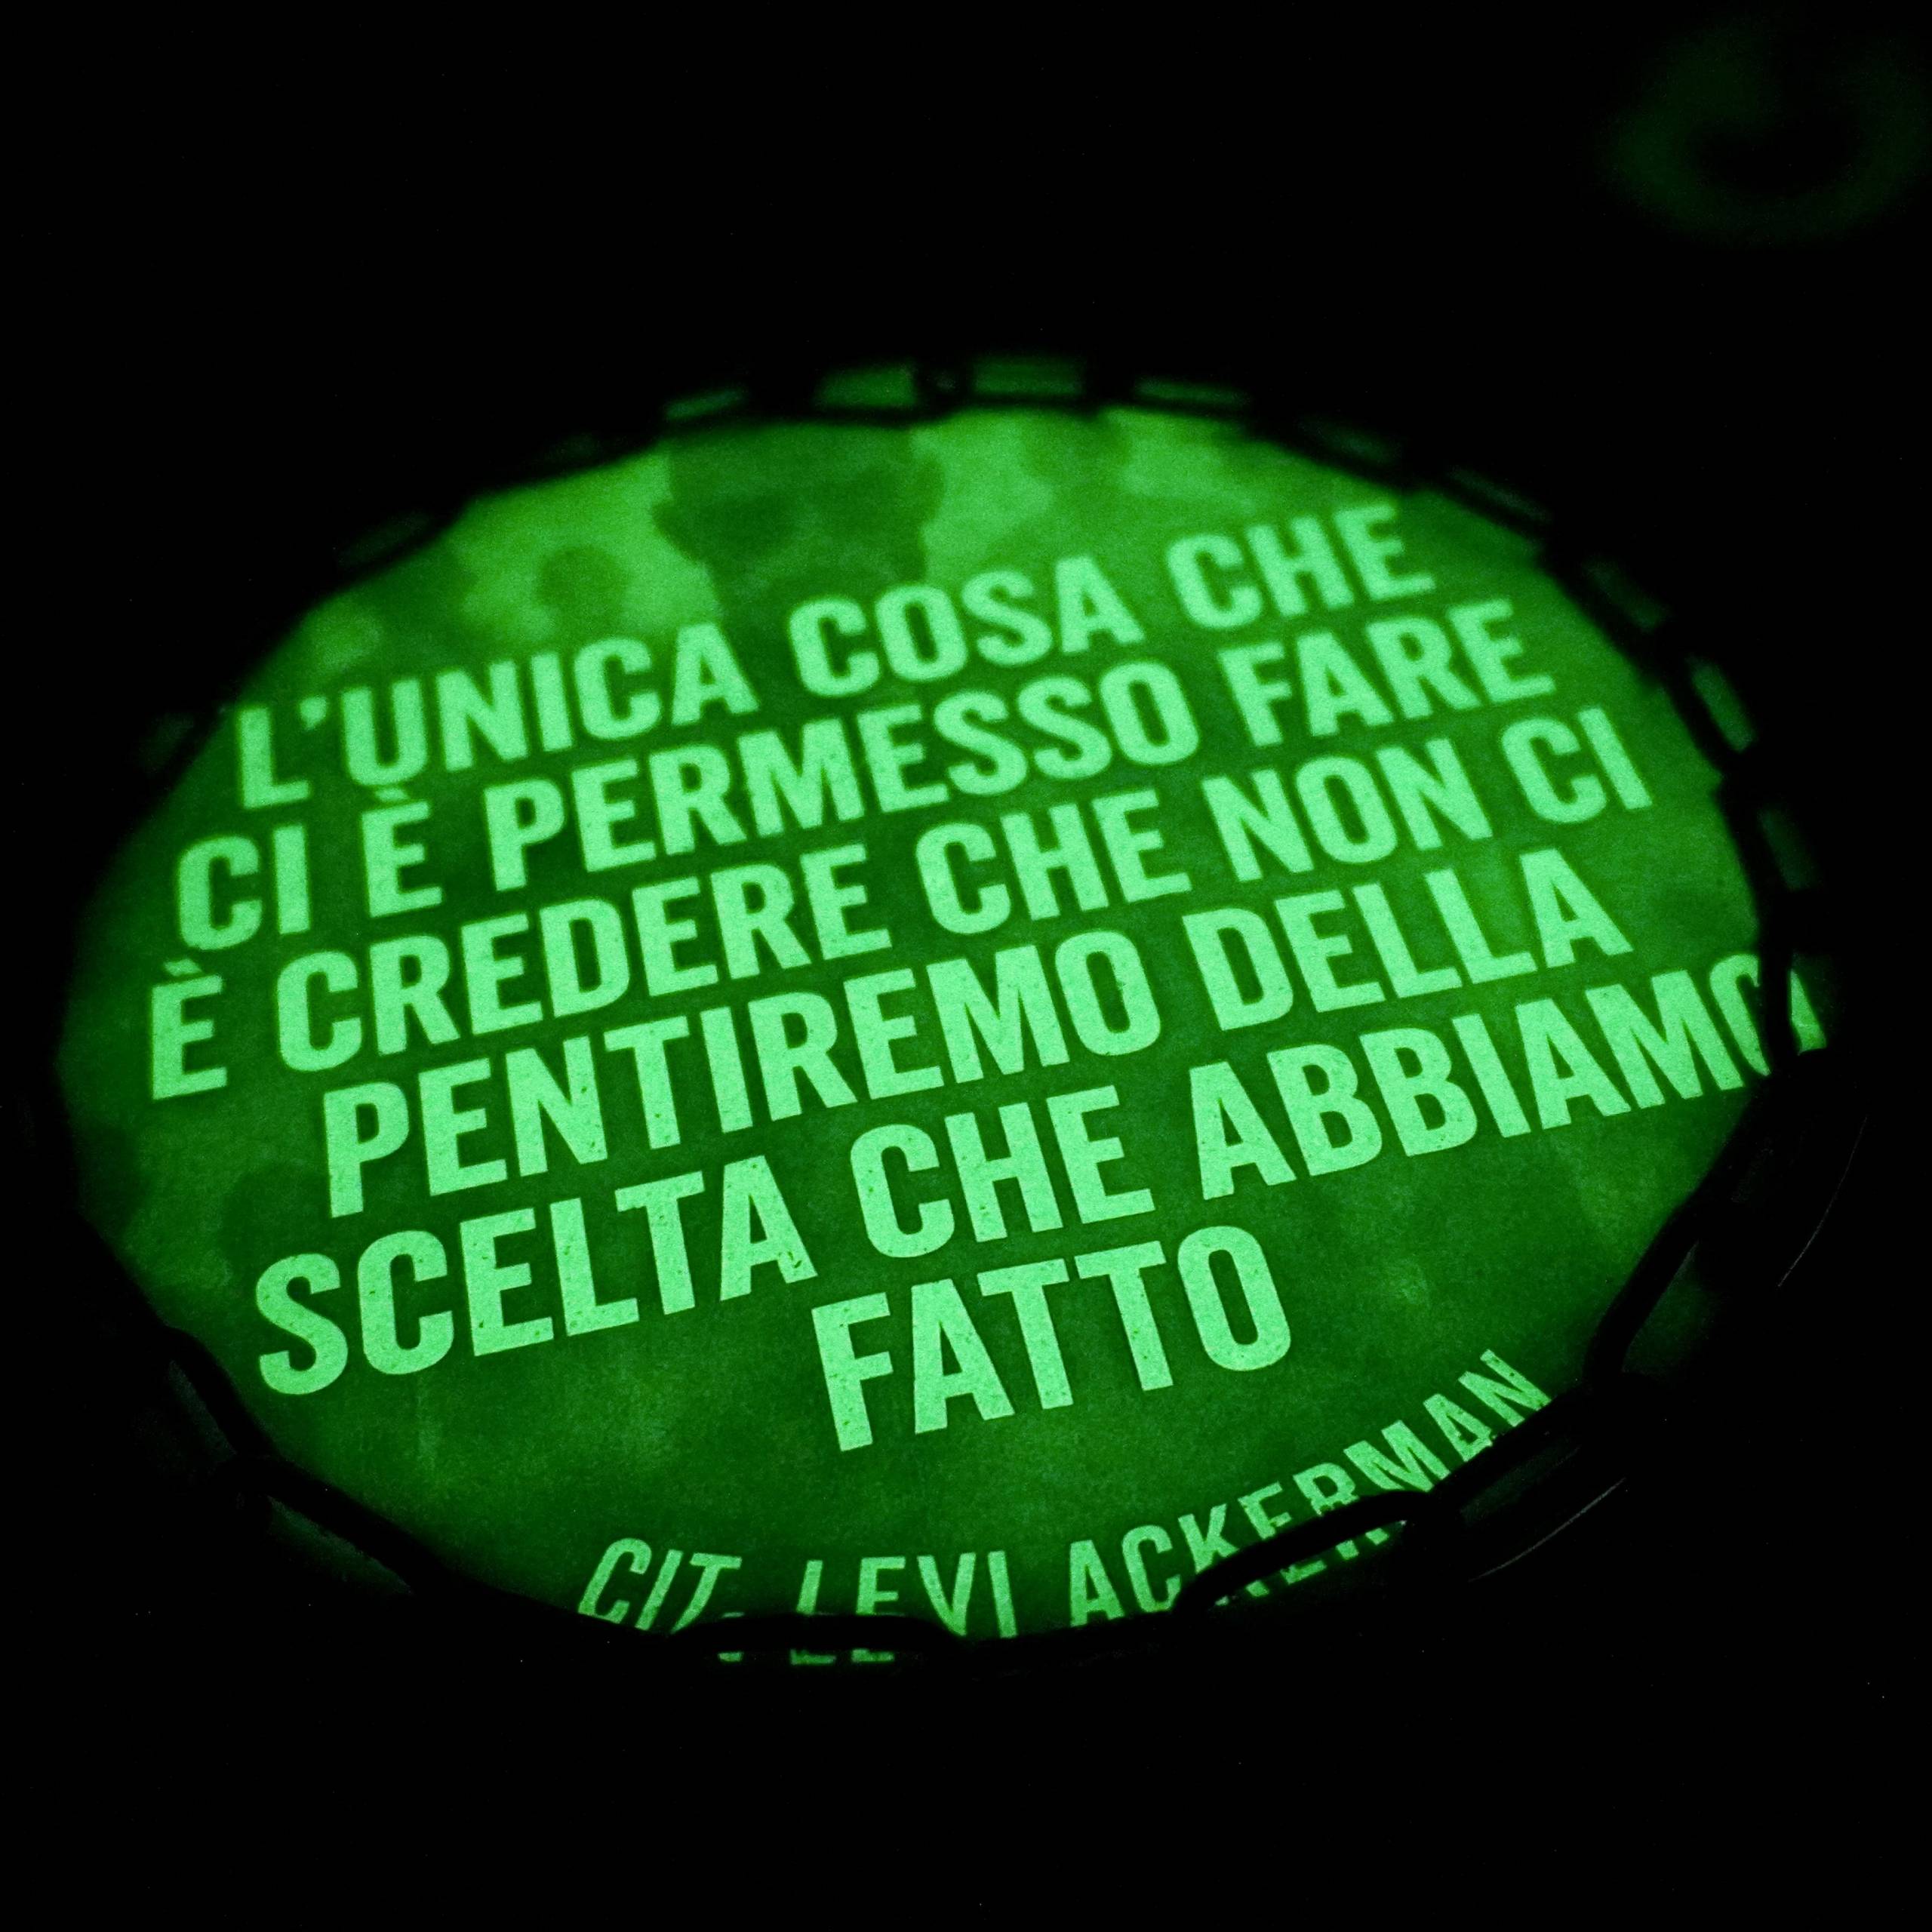 L'UNICA COSA CHE
CI È PERMESSO FARE
È CREDERE CHE NON CI
PENTIREMO DELLA
SCELTA CHE ABBIAMO
FATTO
CIT. LEVI ACKERMAN